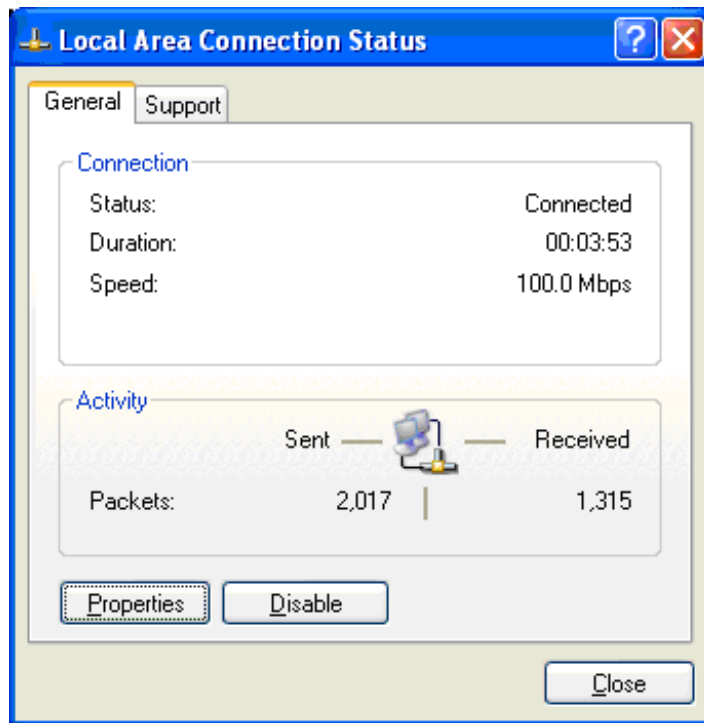 Local Area Connection Status
General Support
Connection
Status: Connected
Duration: 00:03:53
Speed: 100.0 Mbps
Activity
Sent Received
Packets: 2,017 1,315
Properties Disable
Close